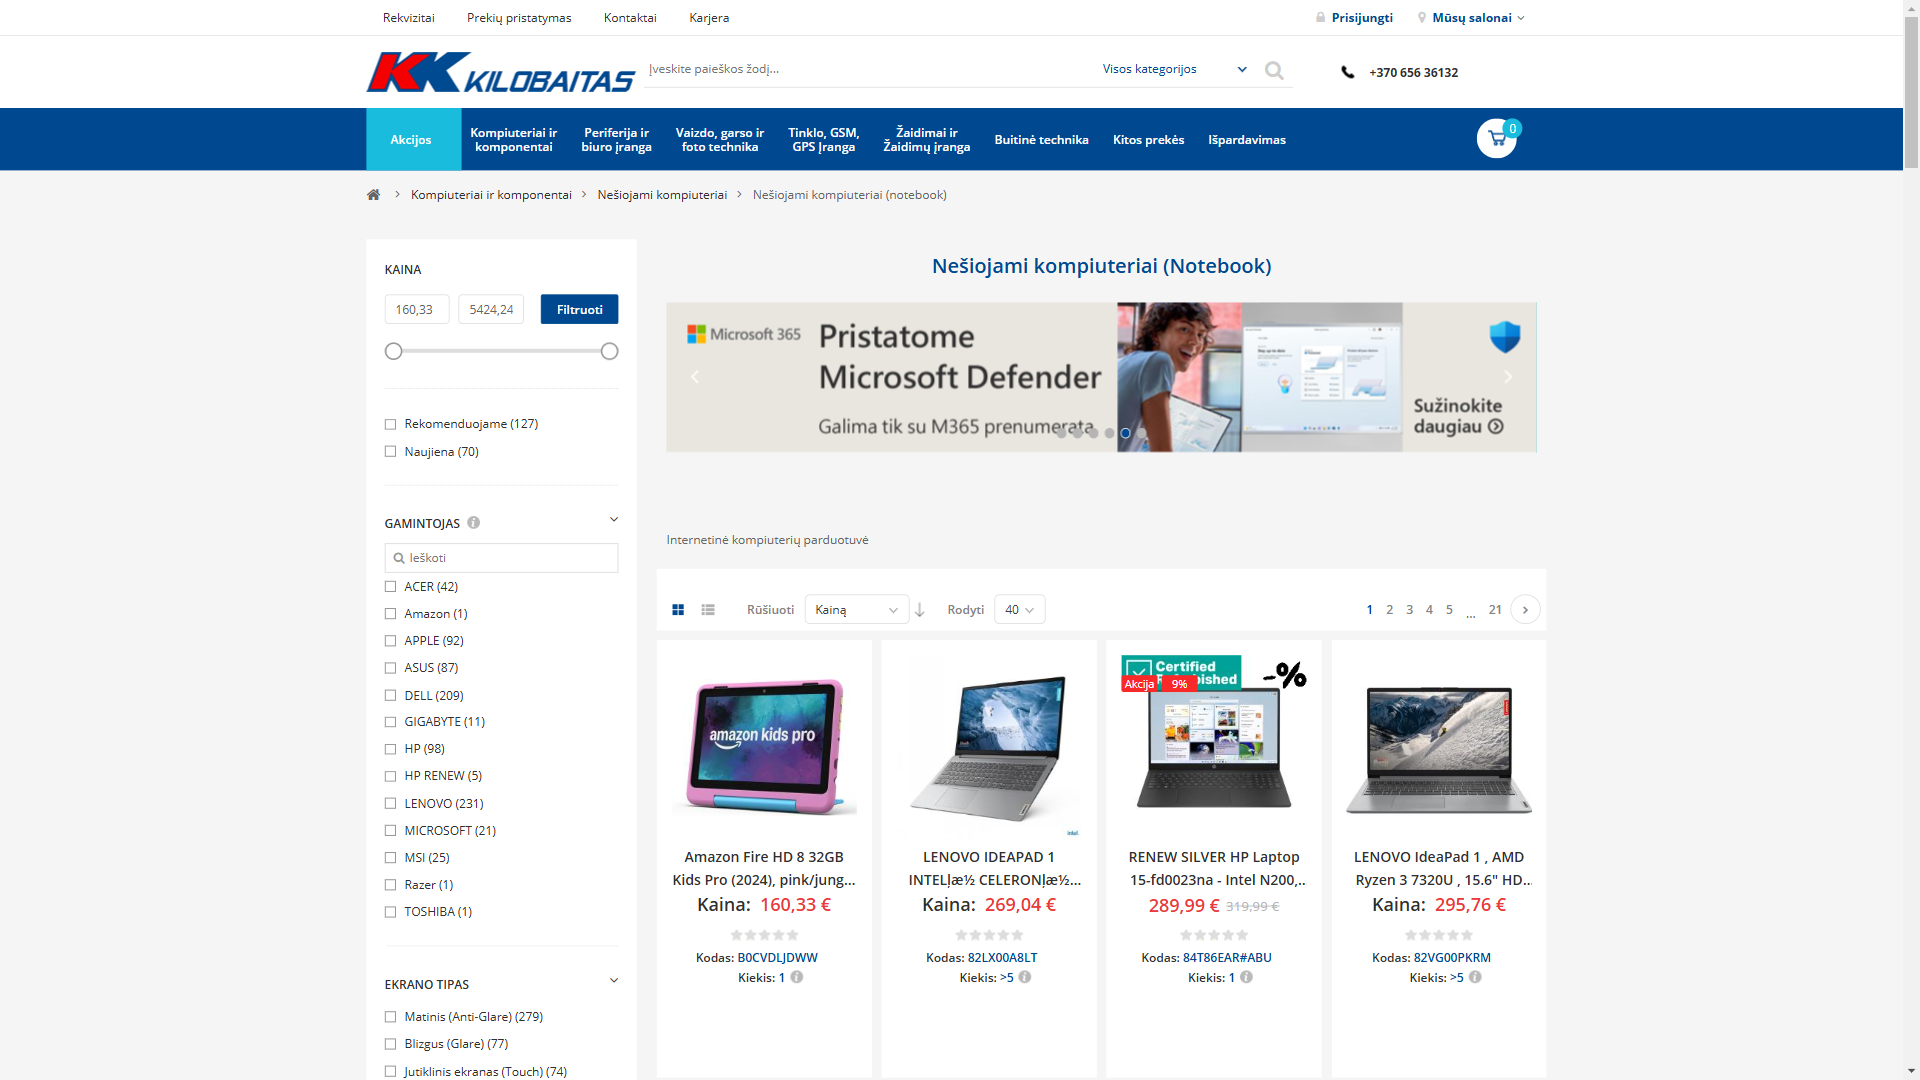 Rekvizitai
Prekių pristatymas
Kontaktai
Karjera
Prisijungti
Mūsų salonai
KK KILOBAITAS
Įveskite paieškos žodį...
Visos kategorijos
+370 656 36132
Akcijos
Kompiuteriai ir
komponentai
Periferija ir
biuro įranga
Vaizdo, garso ir
foto technika
Tinklo, GSM,
GPS Įranga
Žaidimai ir
Žaidimų įranga
Buitinė technika
Kitos prekės
Išpardavimas
0
Kompiuteriai ir komponentai
Nešiojami kompiuteriai
Nešiojami kompiuteriai (notebook)
KAINA
160,33
5424,24
Filtruoti
Rekomenduojame (127)
Naujiena (70)
GAMINTOJAS
Ieškoti
ACER (42)
Amazon (1)
APPLE (92)
ASUS (87)
DELL (209)
GIGABYTE (11)
HP (98)
HP RENEW (5)
LENOVO (231)
MICROSOFT (21)
MSI (25)
Razer (1)
TOSHIBA (1)
EKRANO TIPAS
Matinis (Anti-Glare) (279)
Blizgus (Glare) (77)
Jutiklinis ekranas (Touch) (74)
Nešiojami kompiuteriai (Notebook)
Microsoft 365
Pristatome
Microsoft Defender
Galima tik su M365 prenumerata
Sužinokite
daugiau
Internetinė kompiuterių parduotuvė
Rūšiuoti
Kainą
Rodyti
40
1 2 3 4 5 ... 21
amazon kids pro
Amazon Fire HD 8 32GB
Kids Pro (2024), pink/jung...
Kaina: 160,33 €
Kodas: B0CVDLJDWW
Kiekis: 1
intel
LENOVO IDEAPAD 1
INTELļæ½ CELERONļæ½...
Kaina: 269,04 €
Kodas: 82LX00A8LT
Kiekis: >5
Certified
Akcija 9%
-%
RENEW SILVER HP Laptop
15-fd0023na - Intel N200,..
289,99 € 319,99 €
Kodas: 84T86EAR#ABU
Kiekis: 1
LENOVO IdeaPad 1 , AMD
Ryzen 3 7320U , 15.6" HD..
Kaina: 295,76 €
Kodas: 82VG00PKRM
Kiekis: >5